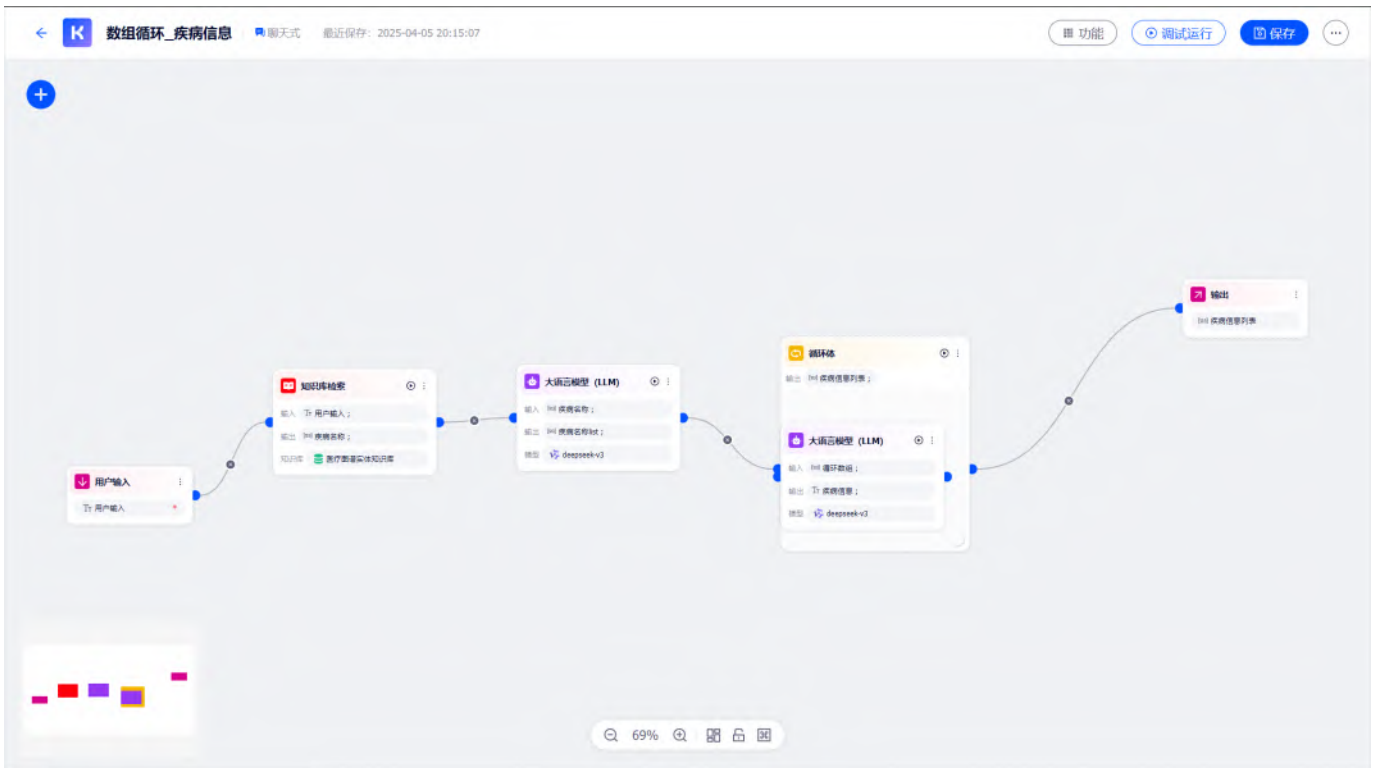 K 数组循环_疾病信息 聊天式 最近保存：2025-04-05 20:15:07 功能 调试运行 保存
用户输入
Tr 用户输入 *
知识库检索
输入 Tr 用户输入；
输出 疾病名称；
知识库 医疗图谱实体知识库
大语言模型 (LLM)
输入 疾病名称；
输出 疾病名称list；
模型 deepseek-v3
循环体
输出 疾病信息列表；
大语言模型 (LLM)
输入 循环数组；
输出 Tr 疾病信息；
模型 deepseek-v3
输出
疾病信息列表
69%